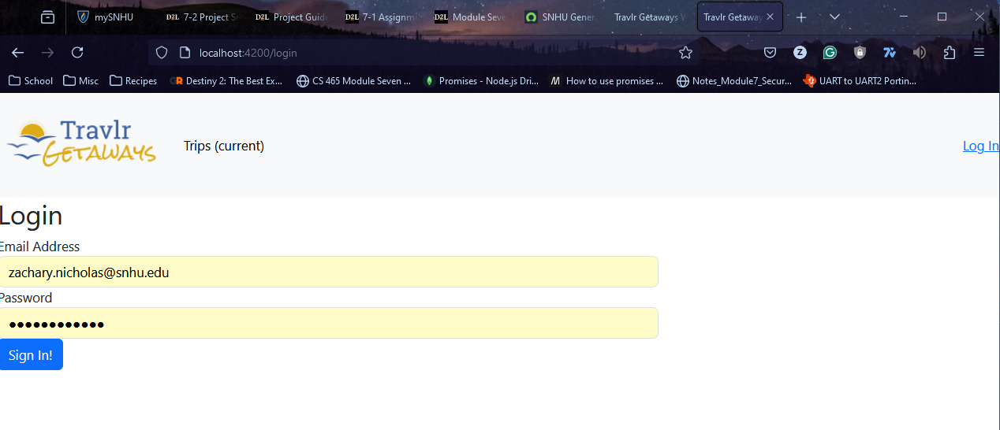 mySNHU
7-2 Project S
Project Guide
7-1 Assignm
Module Seve
SNHU Gener
Travlr Getaways W
Travlr Getaway
localhost:4200/login
School
Misc
Recipes
Destiny 2: The Best Ex...
CS 465 Module Seven ...
Promises - Node.js Dri...
How to use promises ...
Notes_Module7_Secur...
UART to UART2 Portin...
Travlr
Getaways
Trips (current)
Log In
Login
Email Address
zachary.nicholas@snhu.edu
Password
Sign In!